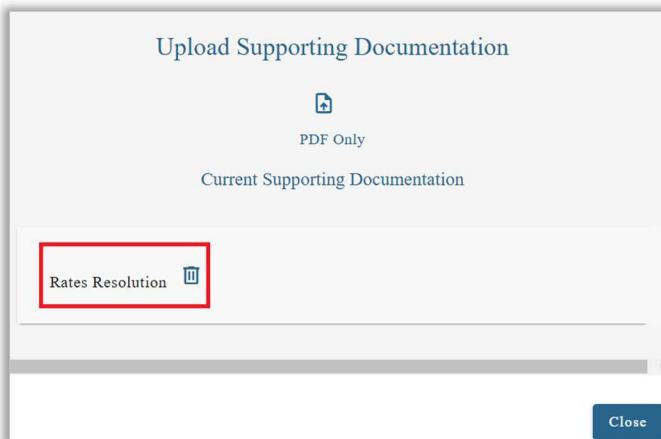 Upload Supporting Documentation
PDF Only
Current Supporting Documentation
Rates Resolution
Close